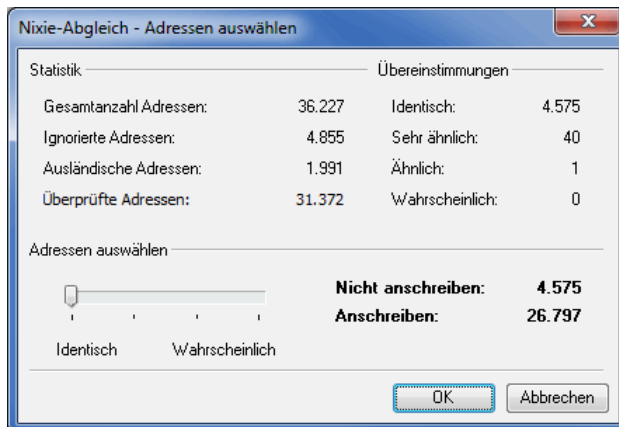 Nixie-Abgleich - Adressen auswählen
Statistik Übereinstimmungen
Gesamtanzahl Adressen: 36.227 Identisch: 4.575
Ignorierte Adressen: 4.855 Sehr ähnlich: 40
Ausländische Adressen: 1.991 Ähnlich: 1
Überprüfte Adressen: 31.372 Wahrscheinlich: 0
Adressen auswählen
Nicht anschreiben: 4.575
Anschreiben: 26.797
Identisch Wahrscheinlich
OK Abbrechen